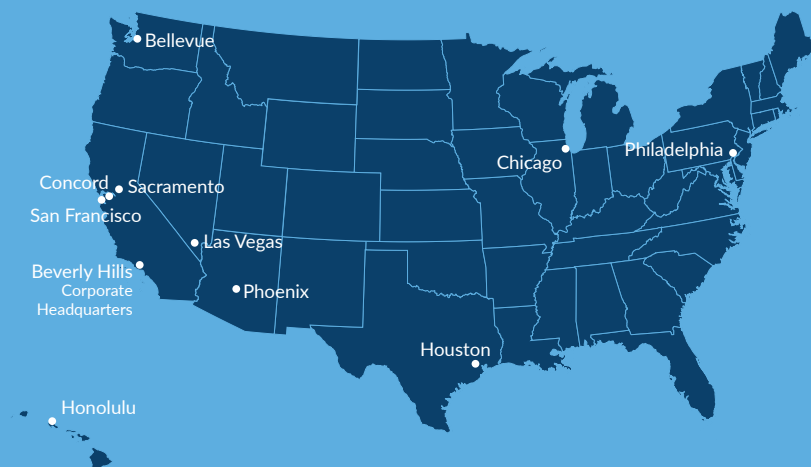 Bellevue
Chicago
Philadelphia
Concord
Sacramento
San Francisco
Las Vegas
Beverly Hills
Corporate
Headquarters
Phoenix
Houston
Honolulu